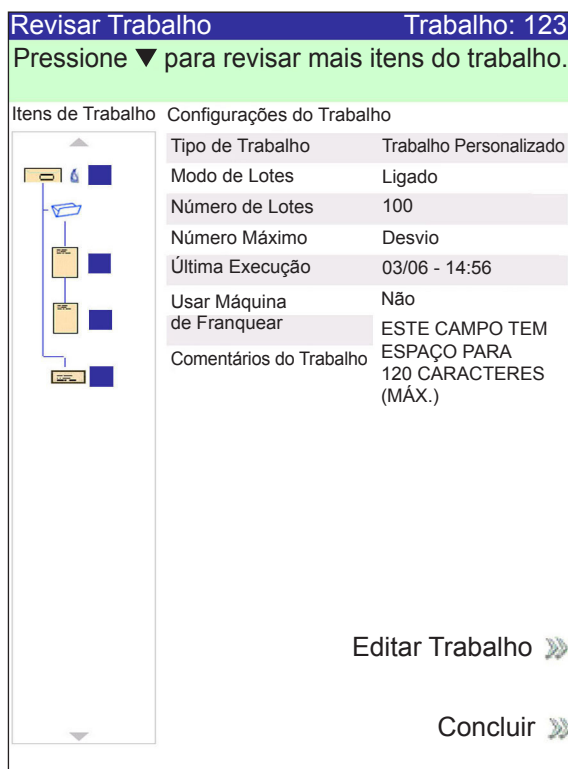 Revisar Trabalho Trabalho: 123
Pressione ▼ para revisar mais itens do trabalho.
Itens de Trabalho Configurações do Trabalho
Tipo de Trabalho Trabalho Personalizado
Modo de Lotes Ligado
Número de Lotes 100
Número Máximo Desvio
Última Execução 03/06 - 14:56
Usar Máquina Não
de Franquear
Comentários do Trabalho
ESTE CAMPO TEM
ESPAÇO PARA
120 CARACTERES
(MÁX.)
Editar Trabalho
Concluir